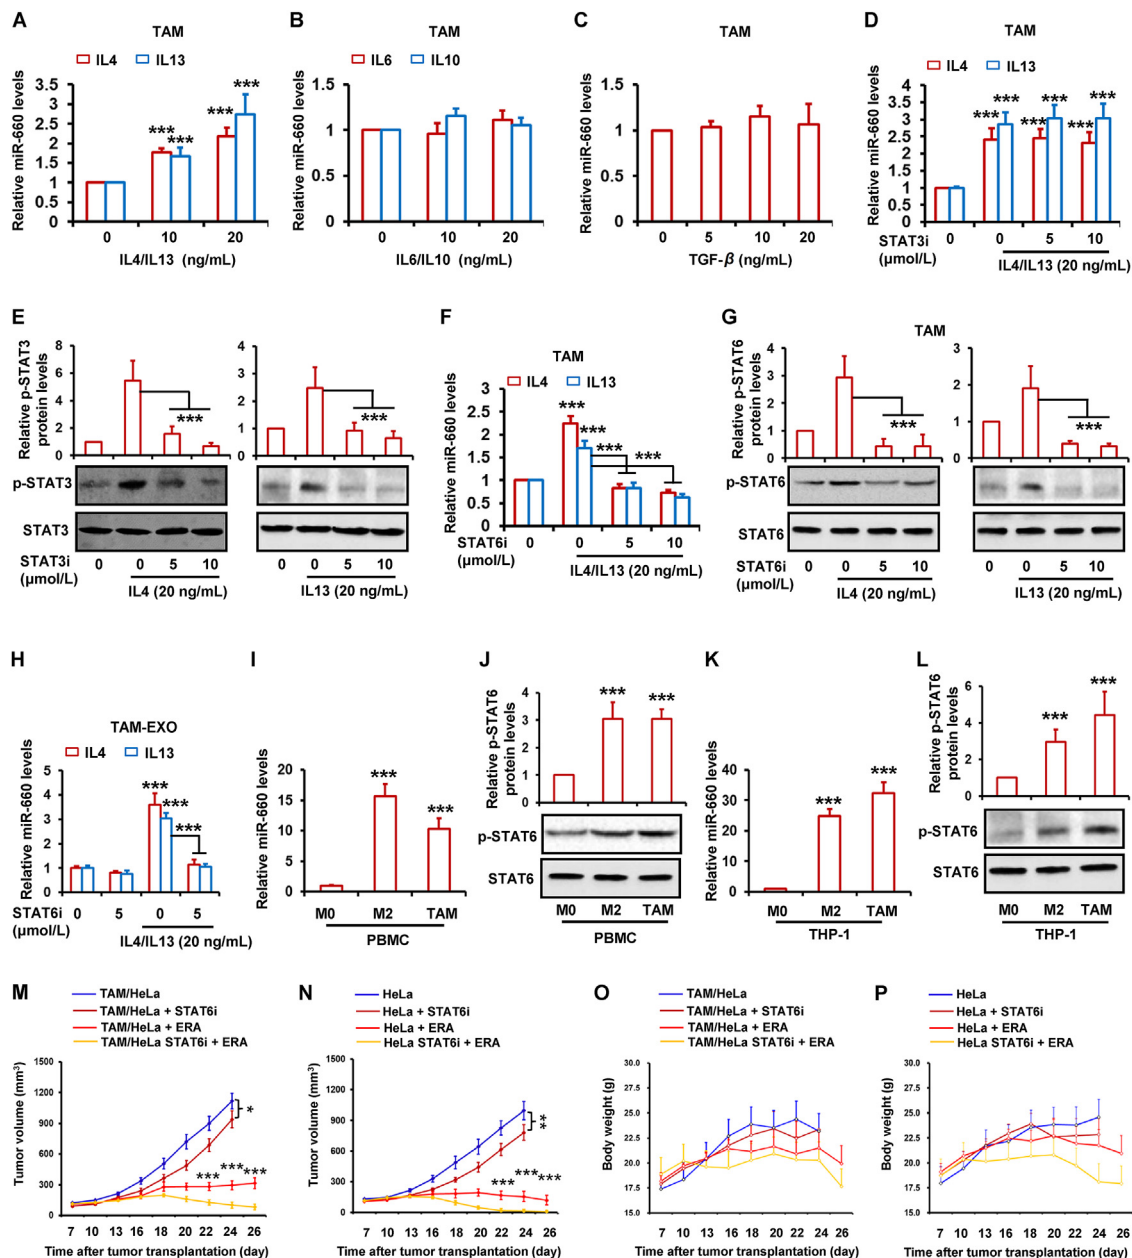 A
TAM
IL4 IL13
Relative miR-660 levels
3.5
3
2.5
2
1.5
1
0.5
0
*** *** *** ***
0 10 20
IL4/IL13 (ng/mL)
B
TAM
IL6 IL10
Relative miR-660 levels
1.5
1
0.5
0
0 10 20
IL6/IL10 (ng/mL)
C
TAM
Relative miR-660 levels
1.5
1
0.5
0
0 5 10 20
TGF-β (ng/mL)
D
TAM
IL4 IL13
Relative miR-660 levels
4
3.5
3
2.5
2
1.5
1
0.5
0
*** *** *** *** *** ***
STAT3i
(μmol/L)
0 0 5 10
IL4/IL13 (20 ng/mL)
E
Relative p-STAT3
protein levels
8
6
4
2
0
***
4
3
2
1
0
***
p-STAT3
STAT3
STAT3i
(μmol/L)
0 0 5 10
IL4 (20 ng/mL)
0 0 5 10
IL13 (20 ng/mL)
F
TAM
IL4 IL13
Relative miR-660 levels
3
2.5
2
1.5
1
0.5
0
*** *** *** ***
STAT6i
(μmol/L)
0 0 5 10
IL4/IL13 (20 ng/mL)
G
TAM
Relative p-STAT6
protein levels
4
3
2
1
0
***
3
2
1
0
***
p-STAT6
STAT6
STAT6i
(μmol/L)
0 0 5 10
IL4 (20 ng/mL)
0 0 5 10
IL13 (20 ng/mL)
H
TAM-EXO
IL4 IL13
Relative miR-660 levels
5
4
3
2
1
0
*** *** ***
STAT6i
(μmol/L)
0 5 0 5
IL4/IL13 (20 ng/mL)
I
Relative miR-660 levels
20
15
10
5
0
*** ***
M0 M2 TAM
PBMC
J
Relative p-STAT6
protein levels
4
3
2
1
0
*** ***
p-STAT6
STAT6
M0 M2 TAM
PBMC
K
Relative miR-660 levels
40
30
20
10
0
*** ***
M0 M2 TAM
THP-1
L
Relative p-STAT6
protein levels
6
4
2
0
*** ***
p-STAT6
STAT6
M0 M2 TAM
THP-1
M
TAM/HeLa
TAM/HeLa + STAT6i
TAM/HeLa + ERA
TAM/HeLa STAT6i + ERA
Tumor volume (mm³)
1500
1200
900
600
300
0
* *** *** ***
7 10 13 16 18 20 22 24 26
Time after tumor transplantation (day)
N
HeLa
HeLa + STAT6i
HeLa + ERA
HeLa STAT6i + ERA
Tumor volume (mm³)
1500
1200
900
600
300
0
** *** *** ***
7 10 13 16 18 20 22 24 26
Time after tumor transplantation (day)
O
TAM/HeLa
TAM/HeLa + STAT6i
TAM/HeLa + ERA
TAM/HeLa STAT6i + ERA
Body weight (g)
30.0
25.0
22.5
20.0
17.5
15.0
7 10 13 16 18 20 22 24 26
Time after tumor transplantation (day)
P
HeLa
HeLa + STAT6i
HeLa + ERA
HeLa STAT6i + ERA
Body weight (g)
30.0
25.0
22.5
20.0
17.5
15.0
7 10 13 16 18 20 22 24 26
Time after tumor transplantation (day)